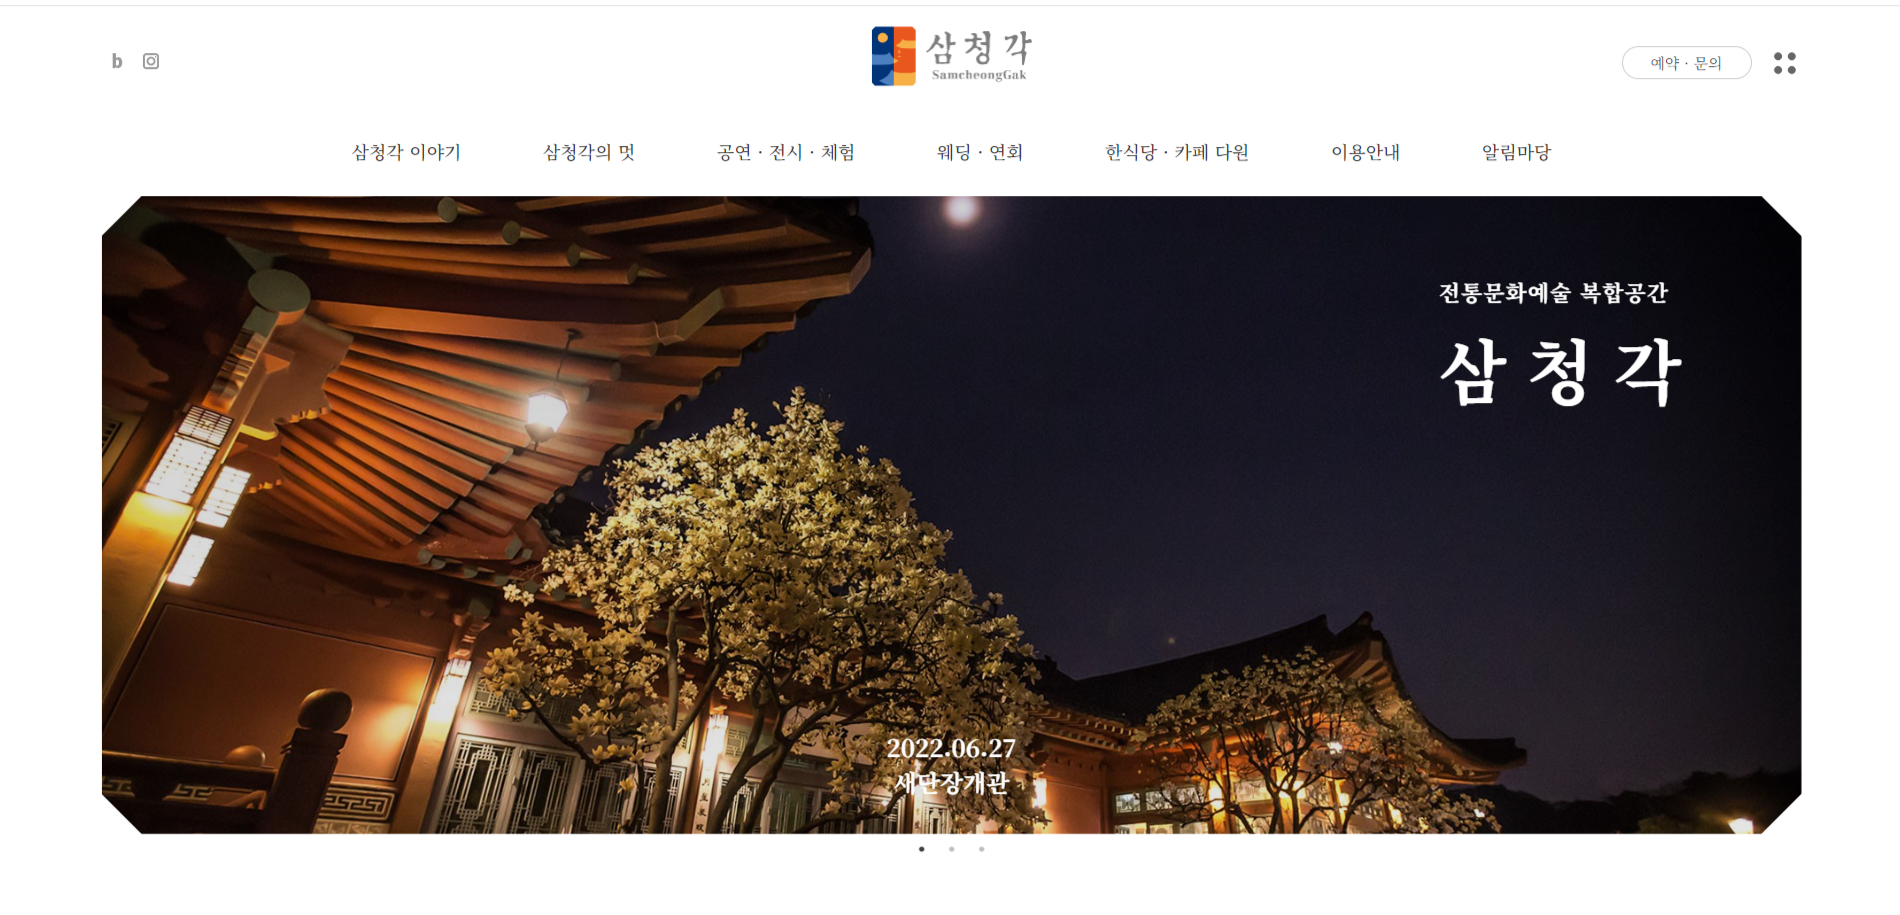 b
삼청각
SamcheongGak
예약 · 문의
삼청각 이야기
삼청각의 멋
공연 · 전시 · 체험
웨딩 · 연회
한식당 · 카페 다원
이용안내
알림마당
전통문화예술 복합공간
삼청각
2022.06.27
새단장개관